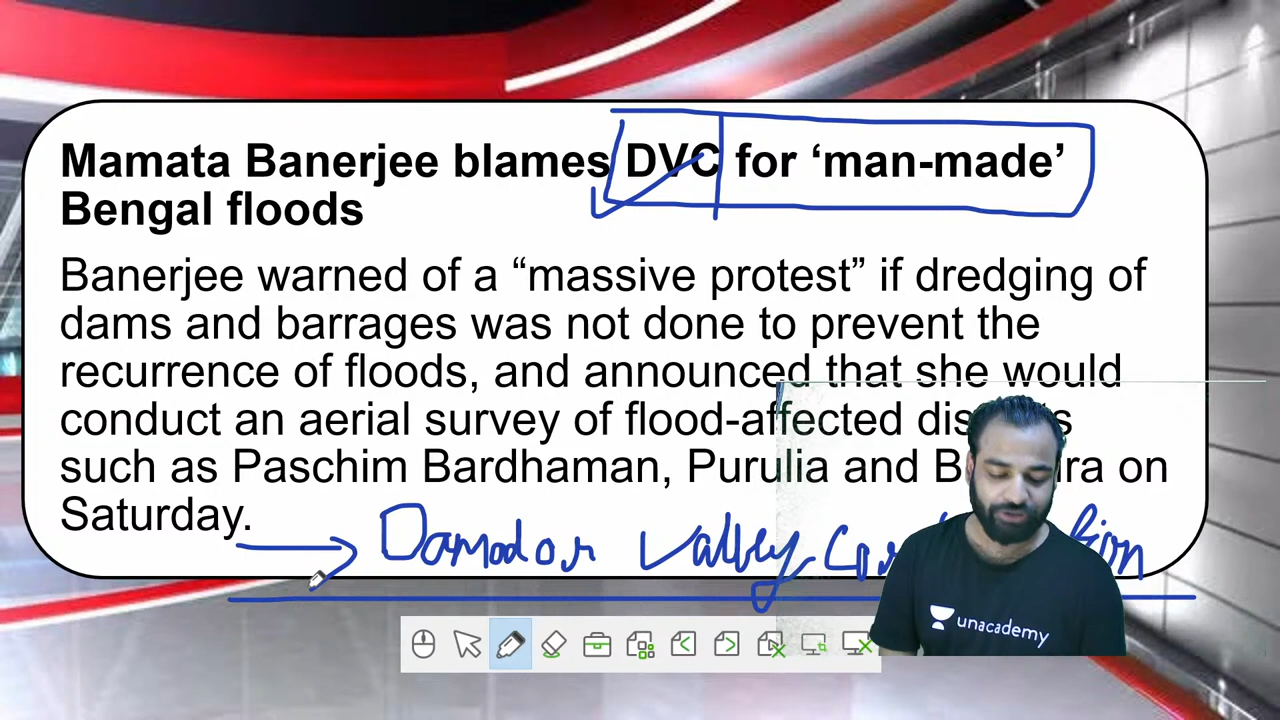 Mamata Banerjee blames DVC for ‘man-made’
Bengal floods
Banerjee warned of a “massive protest” if dredging of
dams and barrages was not done to prevent the
recurrence of floods, and announced that she would
conduct an aerial survey of flood-affected
such as Paschim Bardhaman, Purulia and on
Saturday.
Damodar Valley
unacademy